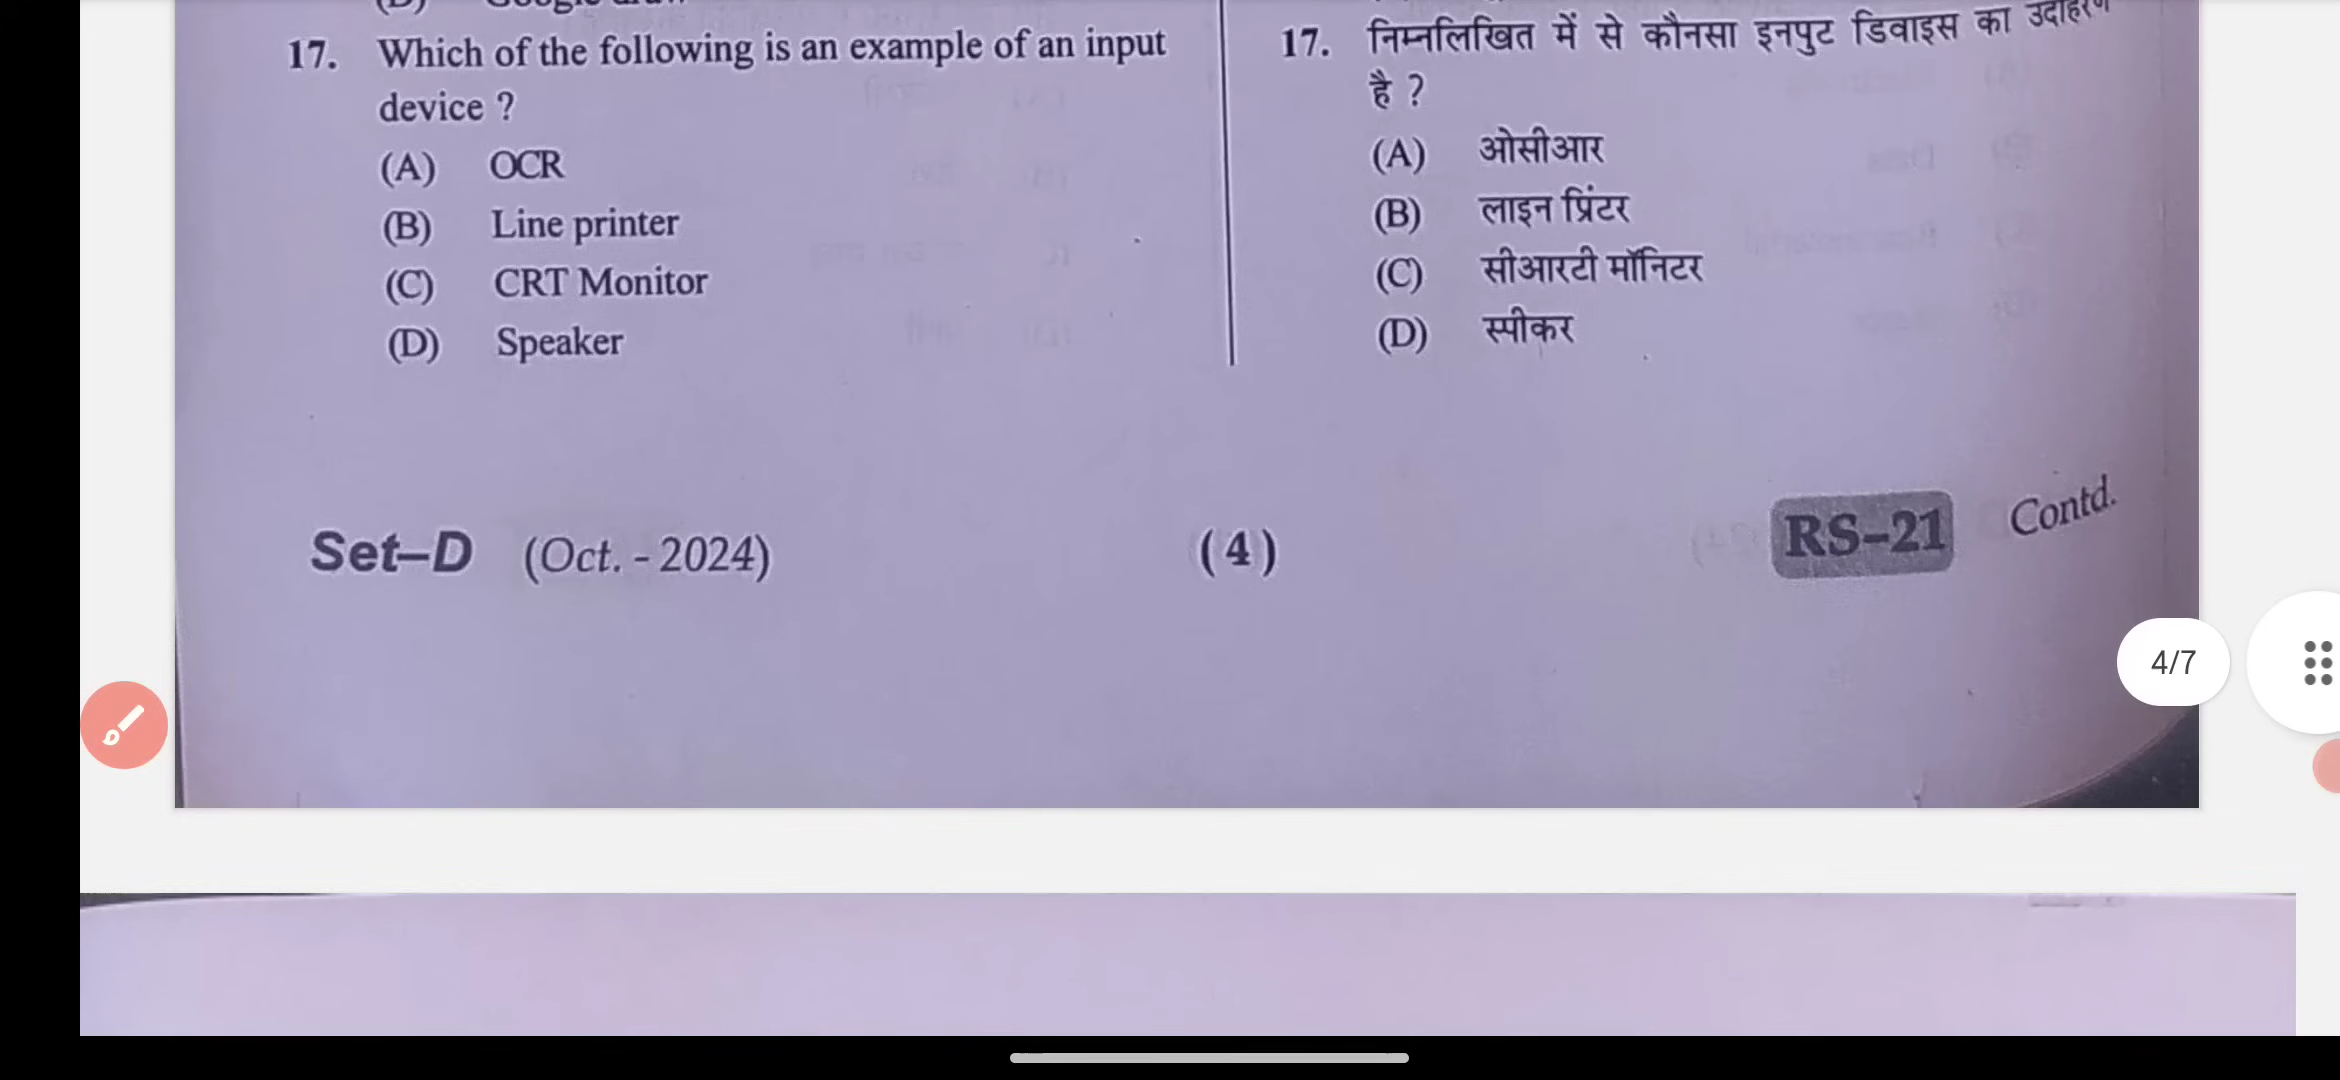 17. Which of the following is an example of an input
device ?
(A) OCR
(B) Line printer
(C) CRT Monitor
(D) Speaker
17. निम्नलिखित में से कौनसा इनपुट डिवाइस का उदाहरण
है ?
(A) ओसीआर
(B) लाइन प्रिंटर
(C) सीआरटी मॉनिटर
(D) स्पीकर
Set–D (Oct. - 2024) (4) RS–21 Contd.
4/7